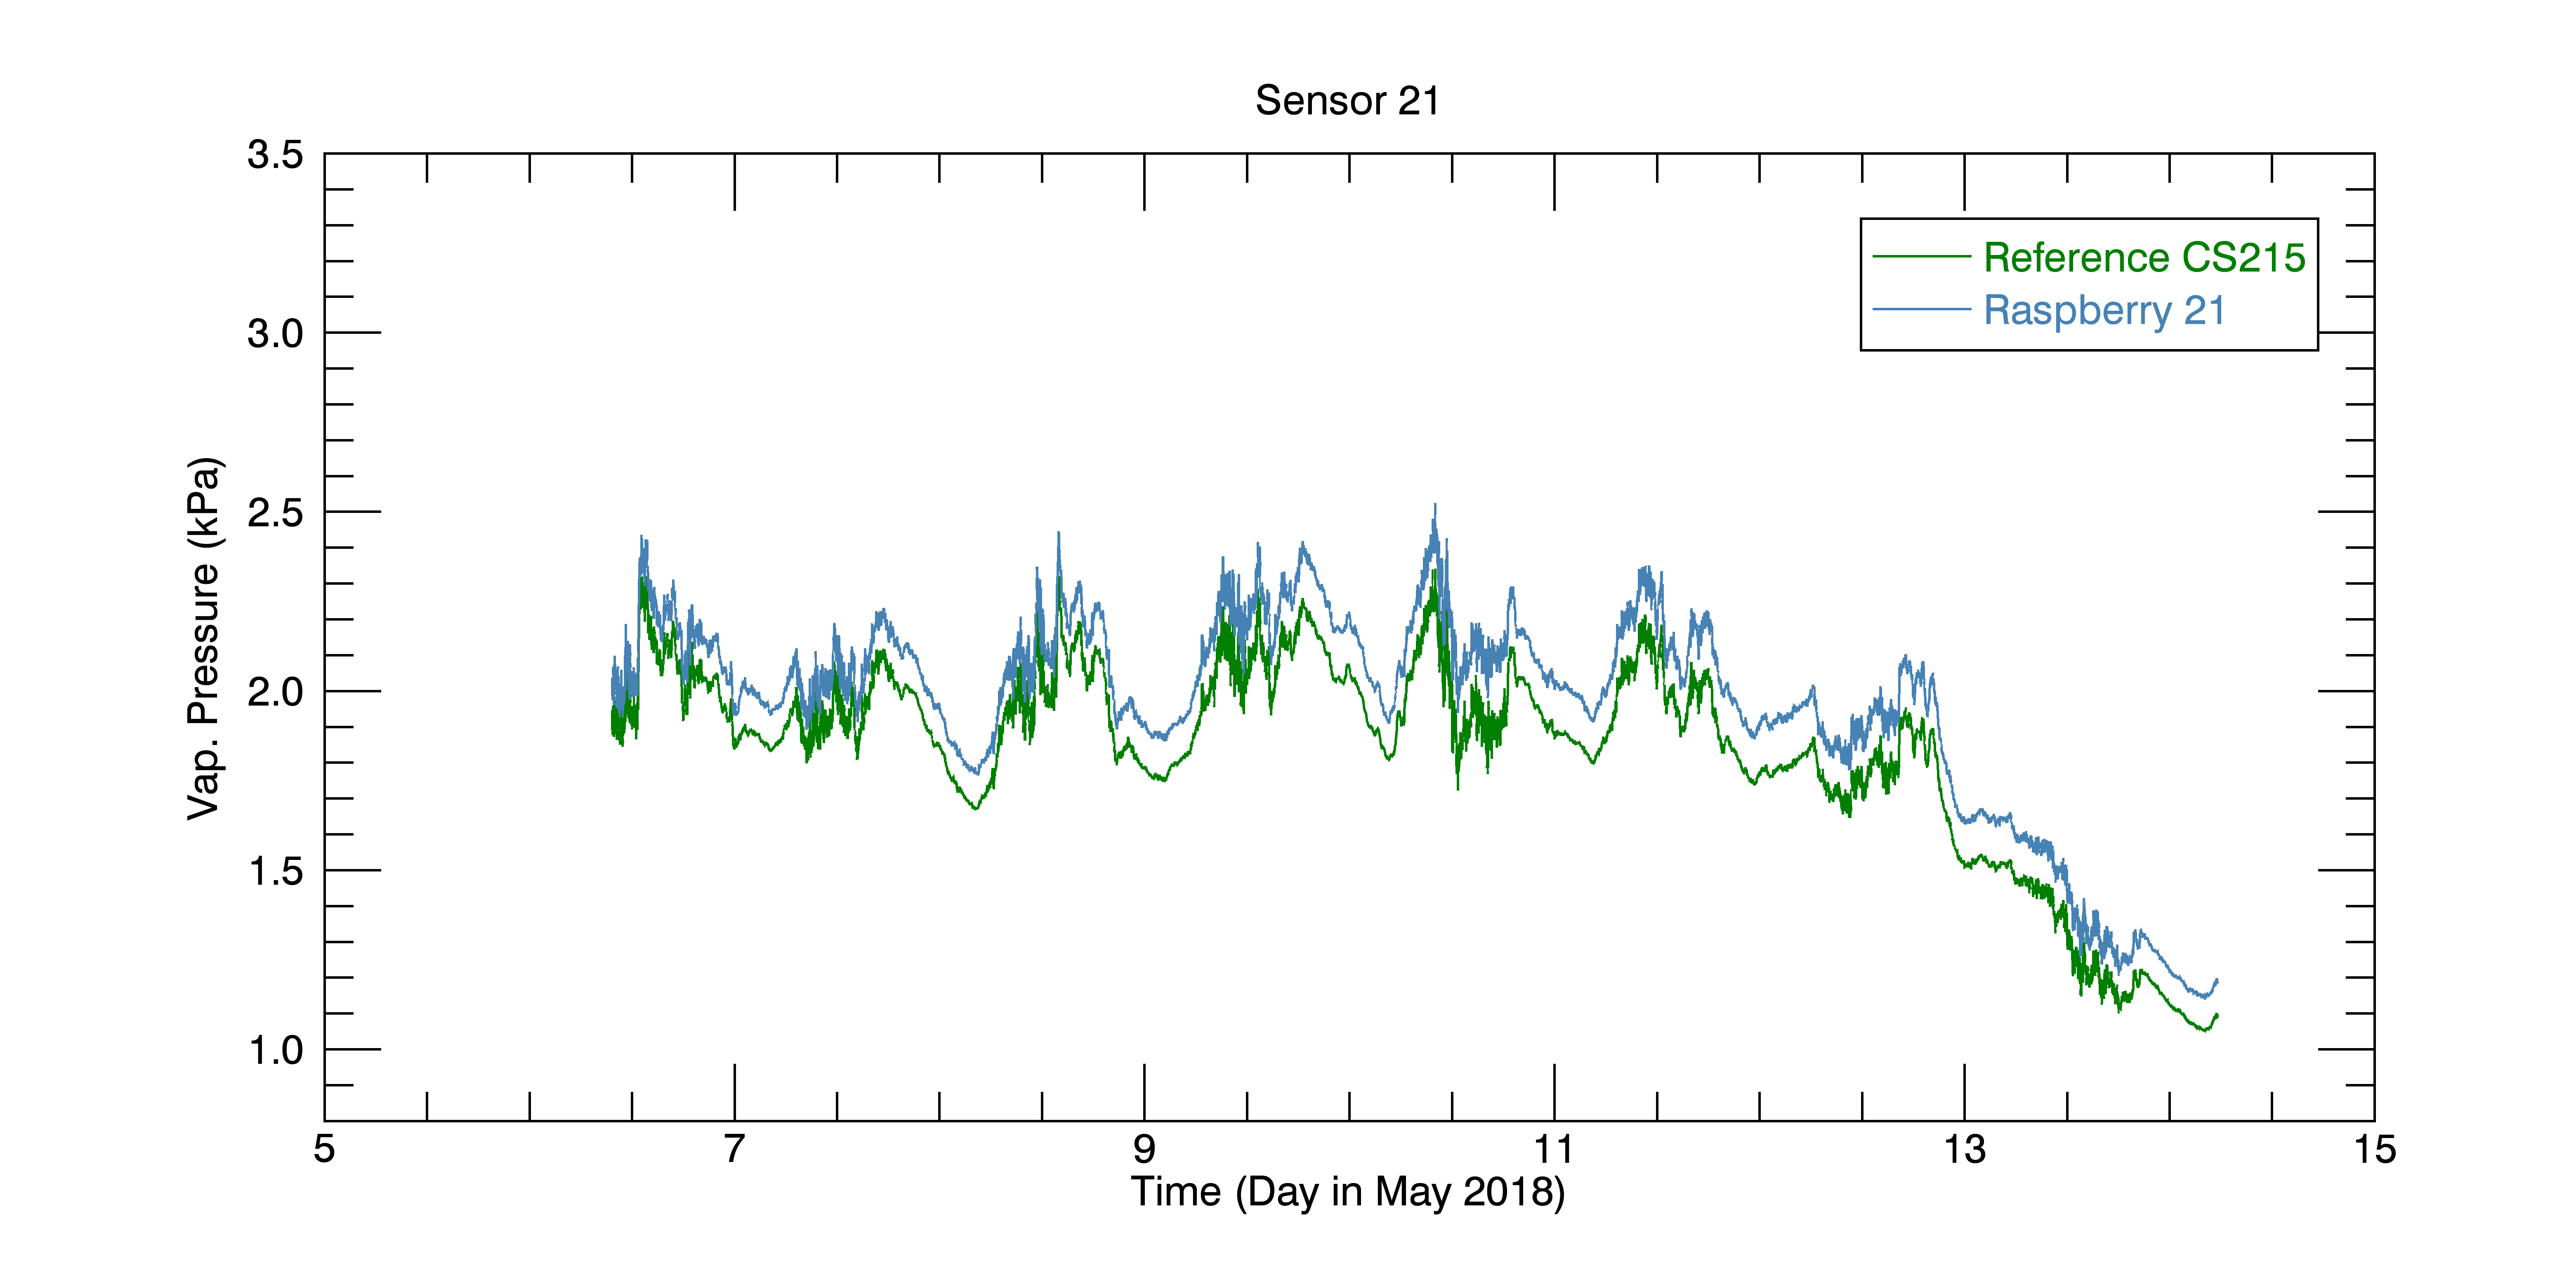 Sensor 21
3.5
3.0
2.5
2.0
1.5
1.0
Vap. Pressure (kPa)
Reference CS215
Raspberry 21
5 7 9 11 13 15
Time (Day in May 2018)